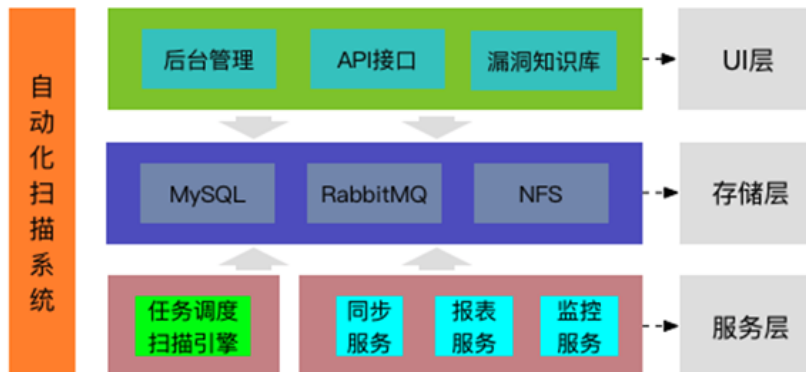 自动化扫描系统
后台管理
API接口
漏洞知识库
UI层
MySQL
RabbitMQ
NFS
存储层
任务调度
扫描引擎
同步
服务
报表
服务
监控
服务
服务层